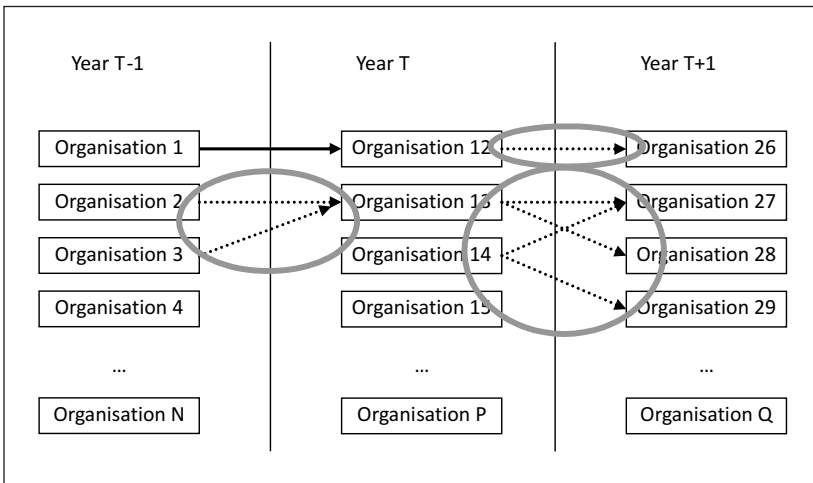 Year T-1 Year T Year T+1
Organisation 1 Organisation 12 Organisation 26
Organisation 2 Organisation 13 Organisation 27
Organisation 3 Organisation 14 Organisation 28
Organisation 4 Organisation 15 Organisation 29
... ... ...
Organisation N Organisation P Organisation Q